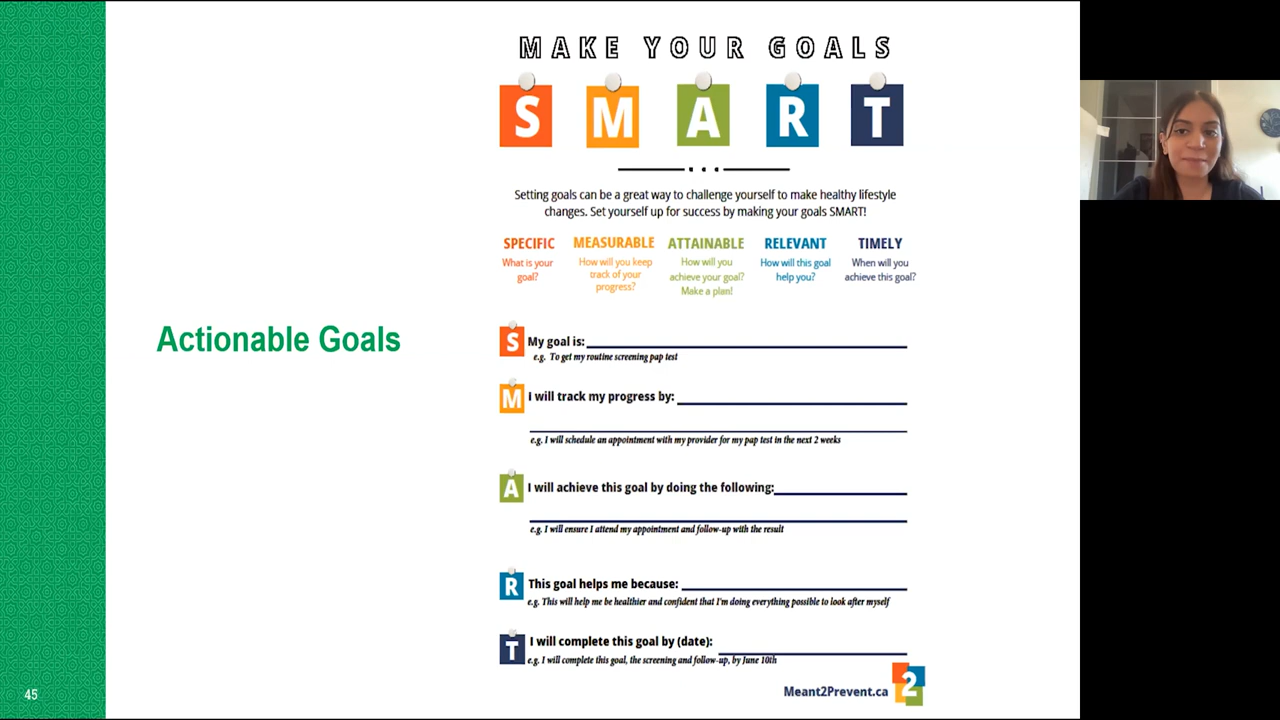 Actionable Goals
45
MAKE YOUR GOALS
S M A R T
Setting goals can be a great way to challenge yourself to make healthy lifestyle
changes. Set yourself up for success by making your goals SMART!
SPECIFIC
What is your
goal?
MEASURABLE
How will you keep
track of your
progress?
ATTAINABLE
How will you
achieve your goal?
Make a plan!
RELEVANT
How will this goal
help you?
TIMELY
When will you
achieve this goal?
S My goal is:
e.g. To get my routine screening pap test
M I will track my progress by:
e.g. I will schedule an appointment with my provider for my pap test in the next 2 weeks
A I will achieve this goal by doing the following:
e.g. I will ensure I attend my appointment and follow-up with the result
R This goal helps me because:
e.g. This will help me be healthier and confident that I'm doing everything possible to look after myself
T I will complete this goal by (date):
e.g. I will complete this goal, the screening and follow-up, by June 10th
Meant2Prevent.ca 2